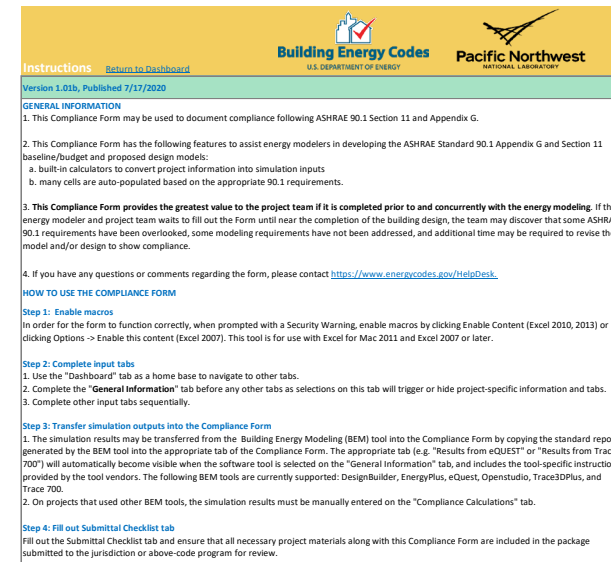 Building Energy Codes
U.S. DEPARTMENT OF ENERGY
Pacific Northwest
NATIONAL LABORATORY
Instructions Return to Dashboard
Version 1.01b, Published 7/17/2020
GENERAL INFORMATION
1. This Compliance Form may be used to document compliance following ASHRAE 90.1 Section 11 and Appendix G.
2. This Compliance Form has the following features to assist energy modelers in developing the ASHRAE Standard 90.1 Appendix G and Section 11
baseline/budget and proposed design models:
a. built-in calculators to convert project information into simulation inputs
b. many cells are auto-populated based on the appropriate 90.1 requirements.
3. This Compliance Form provides the greatest value to the project team if it is completed prior to and concurrently with the energy modeling. If th
energy modeler and project team waits to fill out the Form until near the completion of the building design, the team may discover that some ASHRA
90.1 requirements have been overlooked, some modeling requirements have not been addressed, and additional time may be required to revise the
model and/or design to show compliance.
4. If you have any questions or comments regarding the form, please contact https://www.energycodes.gov/HelpDesk.
HOW TO USE THE COMPLIANCE FORM
Step 1: Enable macros
In order for the form to function correctly, when prompted with a Security Warning, enable macros by clicking Enable Content (Excel 2010, 2013) or
clicking Options -> Enable this content (Excel 2007). This tool is for use with Excel for Mac 2011 and Excel 2007 or later.
Step 2: Complete input tabs
1. Use the "Dashboard" tab as a home base to navigate to other tabs.
2. Complete the "General Information" tab before any other tabs as selections on this tab will trigger or hide project-specific information and tabs.
3. Complete other input tabs sequentially.
Step 3: Transfer simulation outputs into the Compliance Form
1. The simulation results may be transferred from the Building Energy Modeling (BEM) tool into the Compliance Form by copying the standard repo
generated by the BEM tool into the appropriate tab of the Compliance Form. The appropriate tab (e.g. "Results from eQUEST" or "Results from Trac
700") will automatically become visible when the software tool is selected on the "General Information" tab, and includes the tool-specific instructio
provided by the tool vendors. The following BEM tools are currently supported: DesignBuilder, EnergyPlus, eQuest, Openstudio, Trace3DPlus, and
Trace 700.
2. On projects that used other BEM tools, the simulation results must be manually entered on the "Compliance Calculations" tab.
Step 4: Fill out Submittal Checklist tab
Fill out the Submittal Checklist tab and ensure that all necessary project materials along with this Compliance Form are included in the package
submitted to the jurisdiction or above-code program for review.